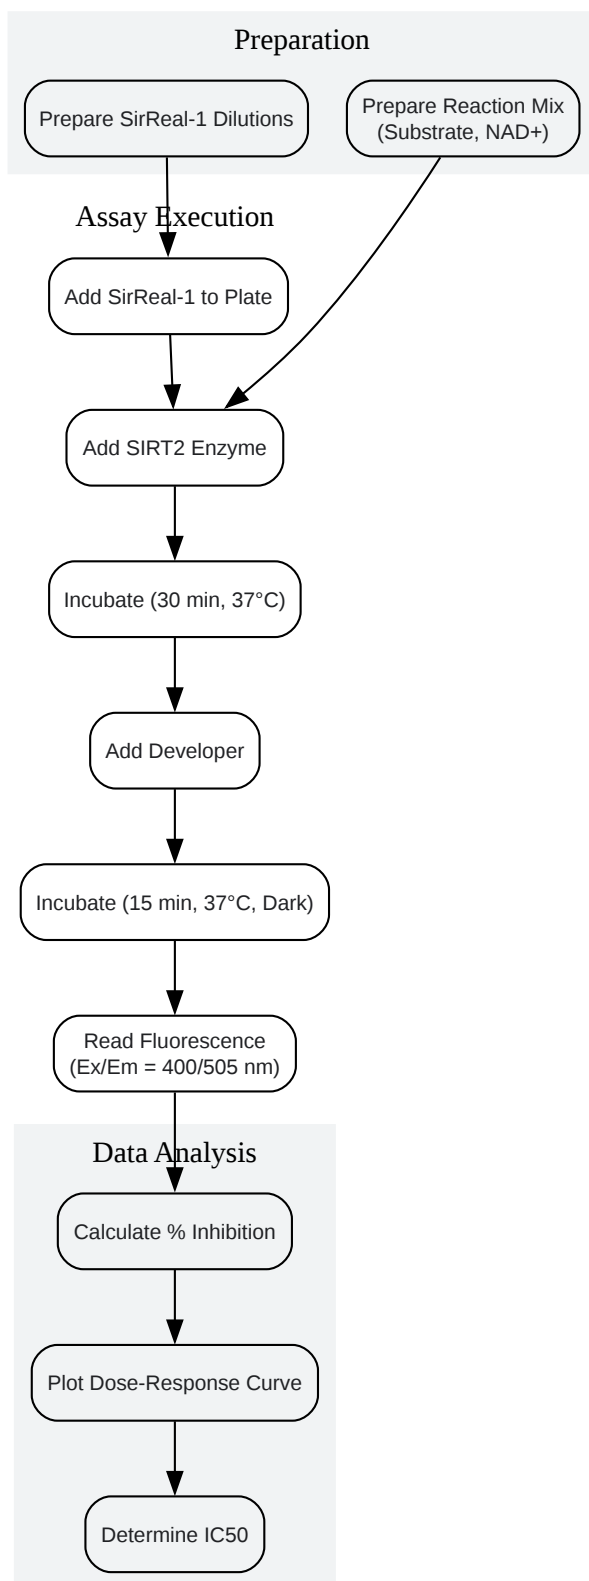 Preparation
Prepare SirReal-1 Dilutions
Prepare Reaction Mix
(Substrate, NAD+)
Assay Execution
Add SirReal-1 to Plate
Add SIRT2 Enzyme
Incubate (30 min, 37°C)
Add Developer
Incubate (15 min, 37°C, Dark)
Read Fluorescence
(Ex/Em = 400/505 nm)
Data Analysis
Calculate % Inhibition
Plot Dose-Response Curve
Determine IC50